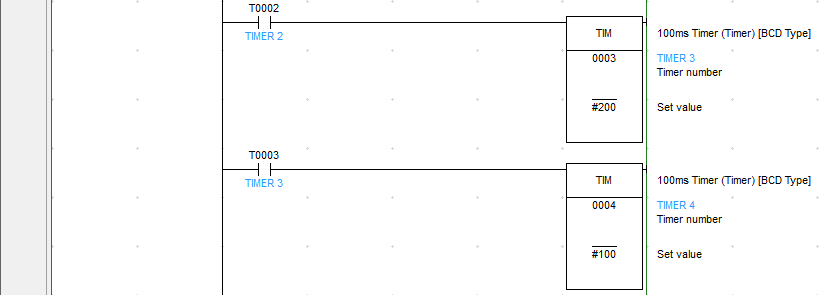 T0002
TIMER 2
TIM
100ms Timer (Timer) [BCD Type]
0003
TIMER 3
Timer number
#200
Set value
T0003
TIMER 3
TIM
100ms Timer (Timer) [BCD Type]
0004
TIMER 4
Timer number
#100
Set value